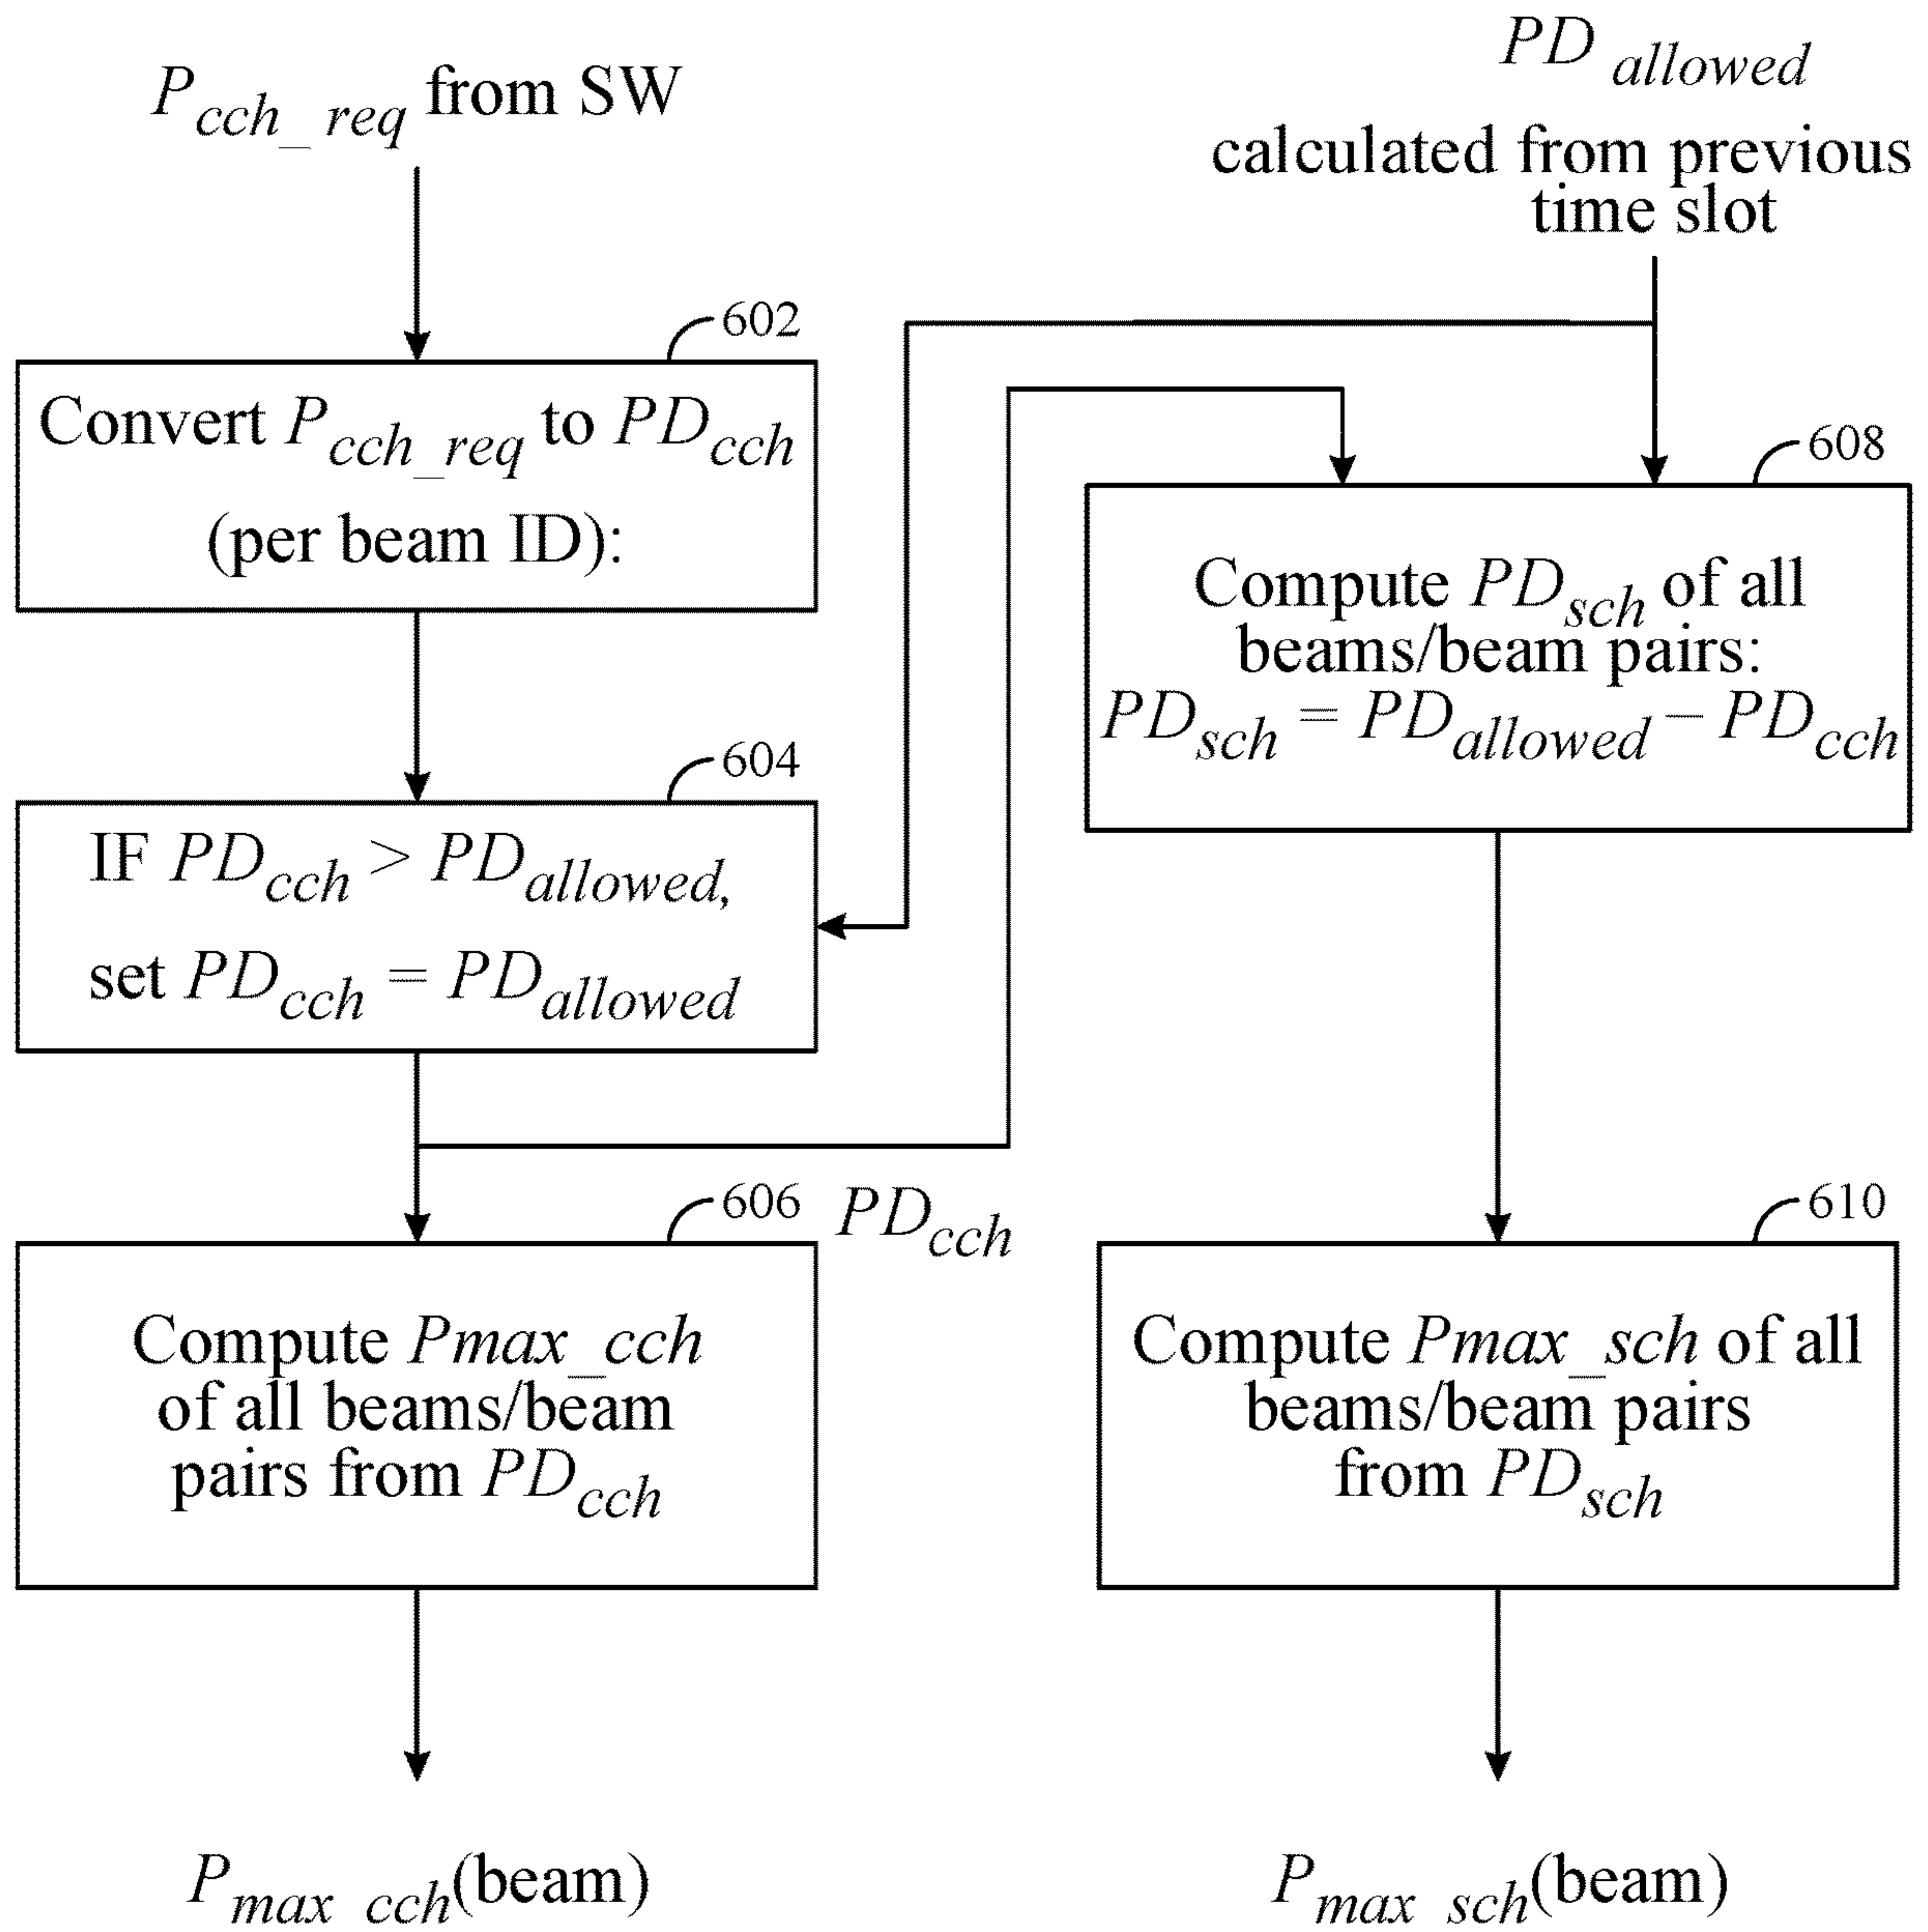 P_cch_req from SW
PD allowed
calculated from previous
time slot
602
Convert P_cch_req to PD_cch
(per beam ID):
608
Compute PD_sch of all
beams/beam pairs:
PD_sch = PD_allowed − PD_cch
604
IF PD_cch > PD_allowed,
set PD_cch = PD_allowed
606
PD_cch
Compute Pmax_cch
of all beams/beam
pairs from PD_cch
610
Compute Pmax_sch of all
beams/beam pairs
from PD_sch
P_max_cch(beam)
P_max_sch(beam)